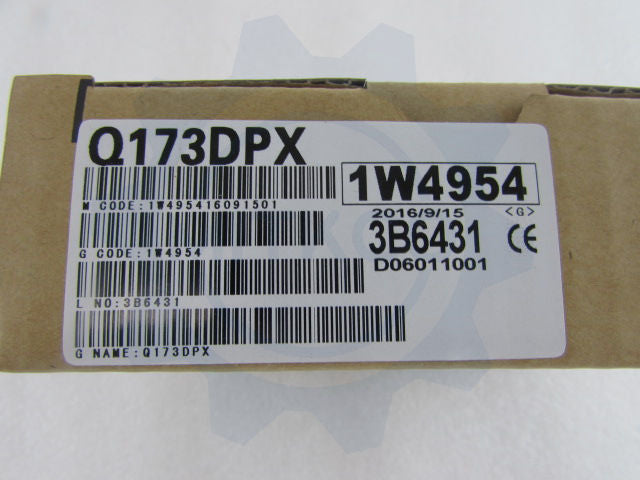 Q173DPX
1W4954
M CODE:1W495416091501
2016/9/15 <G>
G CODE:1W4954
3B6431 CE
D06011001
L NO:3B6431
G NAME:Q173DPX